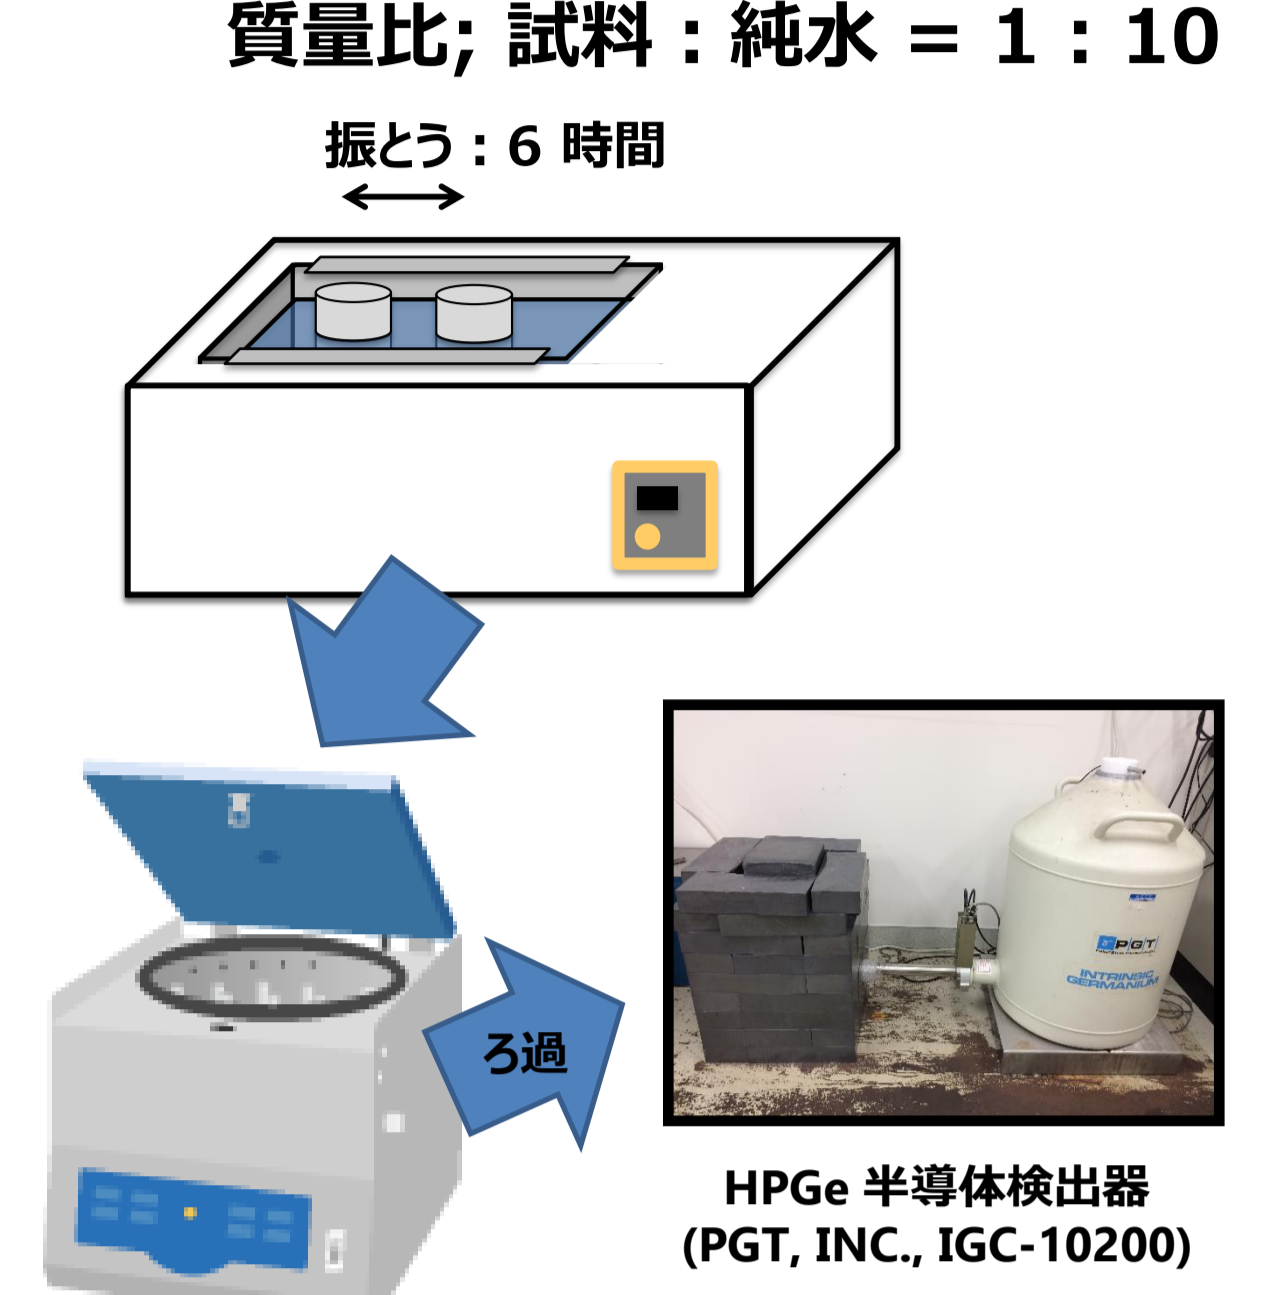 質量比; 試料：純水 = 1：10
振とう：6 時間
ろ過
PGT
INTRINSIC
GERMANIUM
HPGe 半導体検出器
(PGT, INC., IGC-10200)